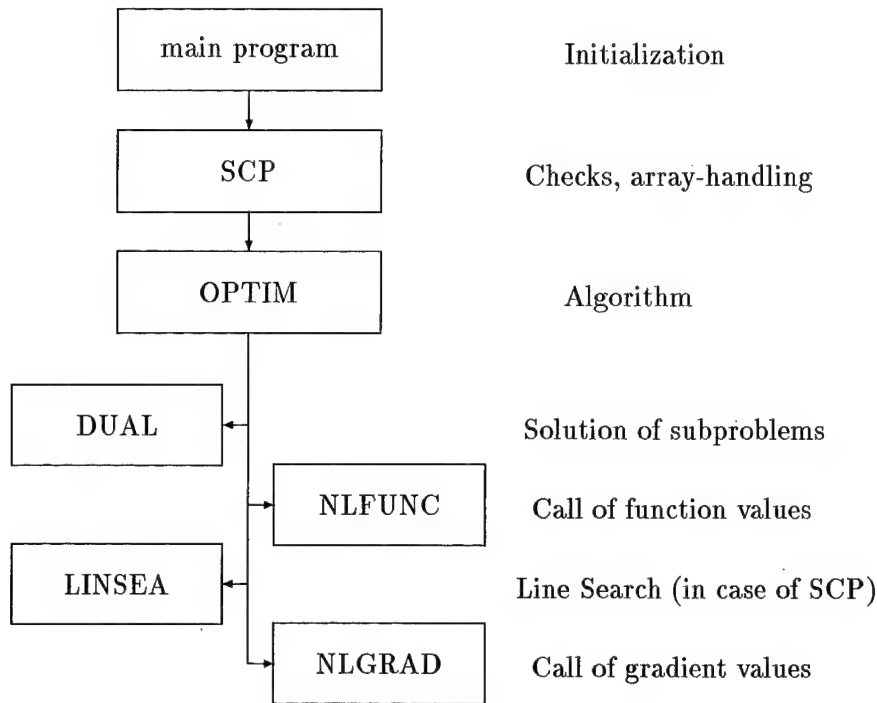 main program Initialization
SCP Checks, array-handling
OPTIM Algorithm
DUAL Solution of subproblems
NLFUNC Call of function values
LINSEA Line Search (in case of SCP)
NLGRAD Call of gradient values